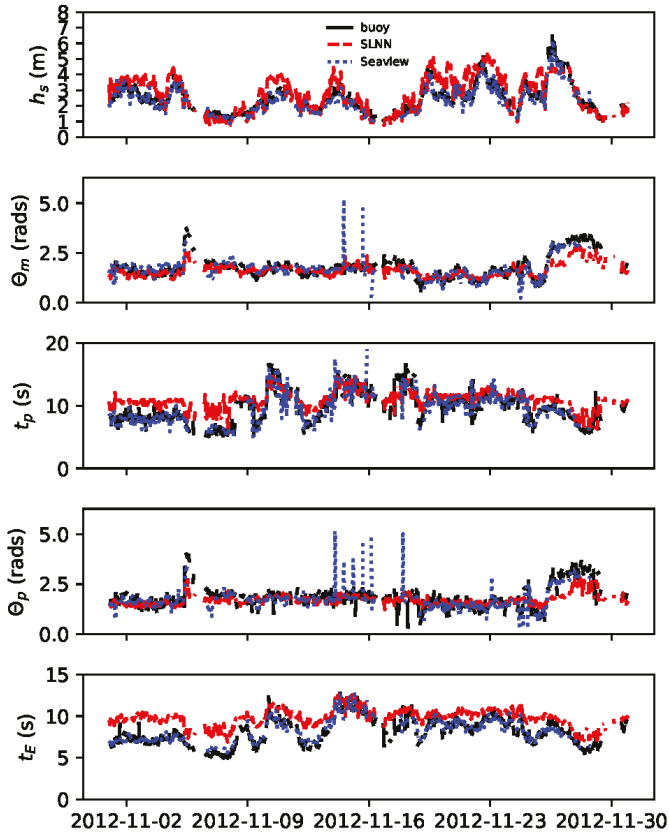 8
7
6
5
4
3
2
1
0
h_s (m)
buoy
SLNN
Seaview
5.0
2.5
0.0
Θ_m (rads)
20
10
0
t_p (s)
5.0
2.5
0.0
Θ_p (rads)
15
10
5
0
t_E (s)
2012-11-02 2012-11-09 2012-11-16 2012-11-23 2012-11-30